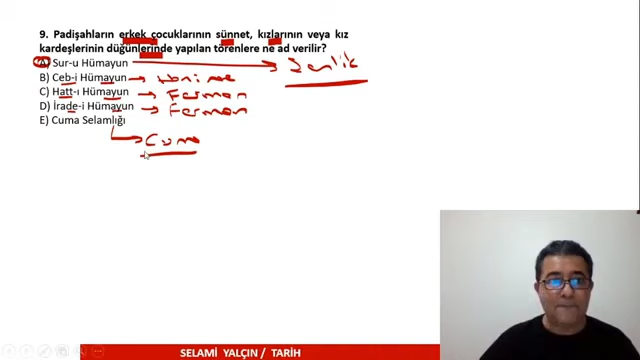 9. Padişahların erkek çocuklarının sünnet, kızlarının veya kız
kardeşlerinin düğünlerinde yapılan törenlere ne ad verilir?
A) Sur-u Hümayun → Şenlik
B) Ceb-i Hümayun → Hazine
C) Hatt-ı Hümayun → Ferman
D) İrade-i Hümayun → Ferman
E) Cuma Selamlığı
→ Cuma
SELAMİ YALÇIN / TARİH